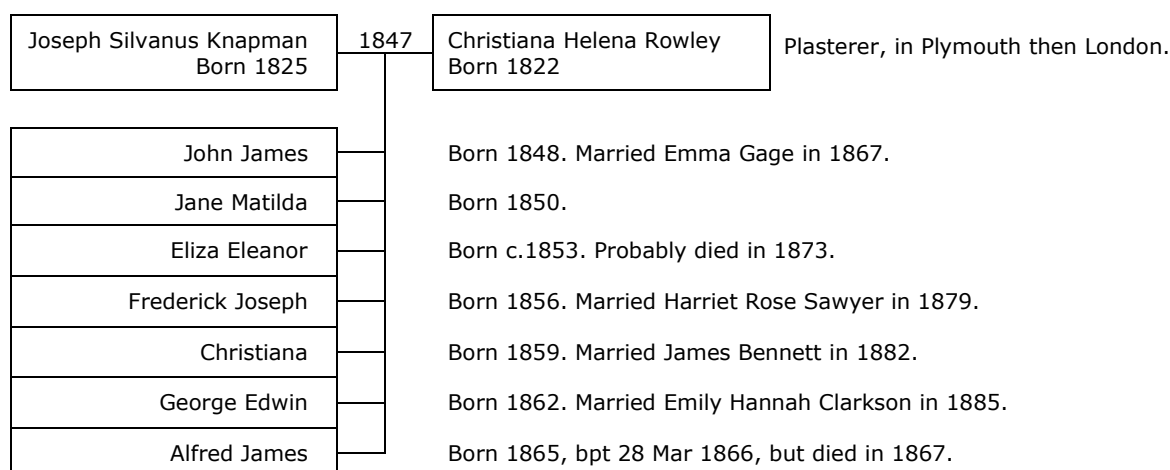 Joseph Silvanus Knapman 1847 Christiana Helena Rowley Plasterer, in Plymouth then London.
Born 1825 Born 1822
John James Born 1848. Married Emma Gage in 1867.
Jane Matilda Born 1850.
Eliza Eleanor Born c.1853. Probably died in 1873.
Frederick Joseph Born 1856. Married Harriet Rose Sawyer in 1879.
Christiana Born 1859. Married James Bennett in 1882.
George Edwin Born 1862. Married Emily Hannah Clarkson in 1885.
Alfred James Born 1865, bpt 28 Mar 1866, but died in 1867.